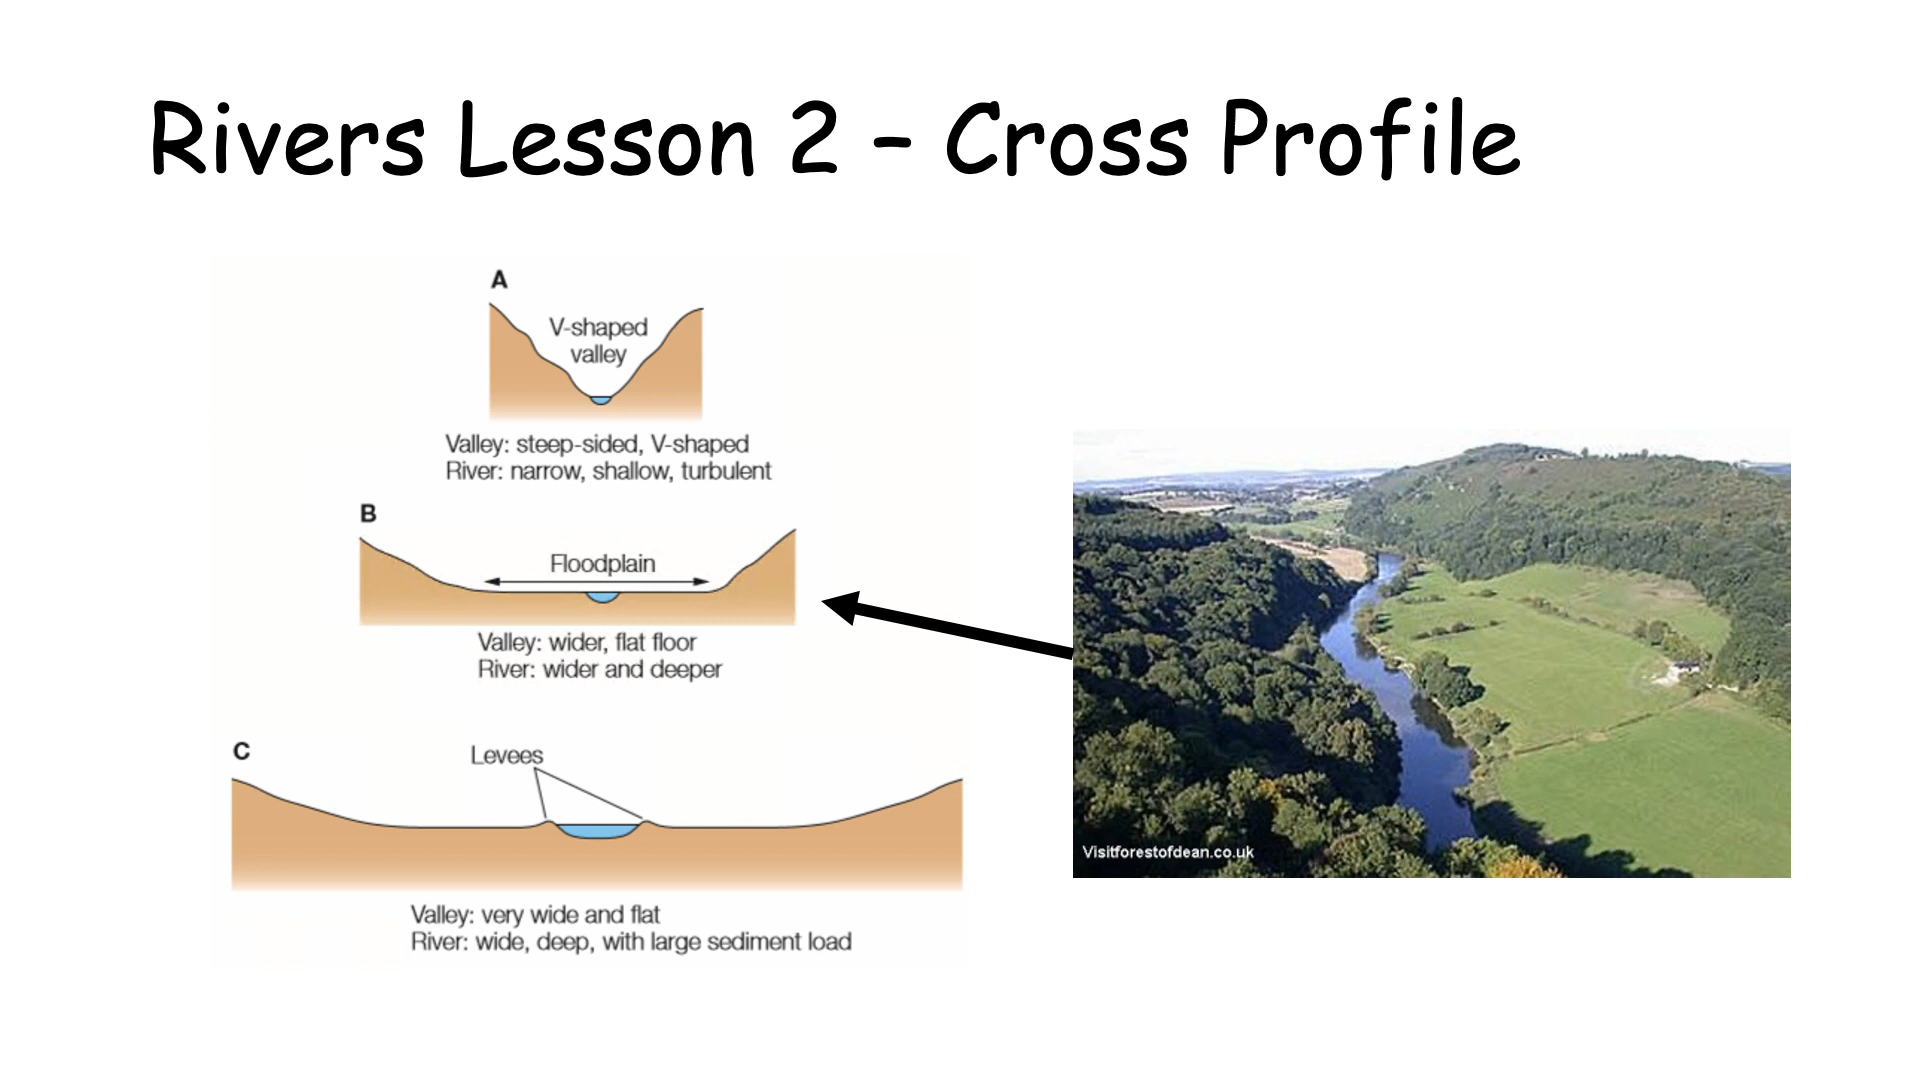 Rivers Lesson 2 – Cross Profile
A
V-shaped
valley
Valley: steep-sided, V-shaped
River: narrow, shallow, turbulent
B
Floodplain
Valley: wider, flat floor
River: wider and deeper
C
Levees
Valley: very wide and flat
River: wide, deep, with large sediment load
Visitforestofdean.co.uk